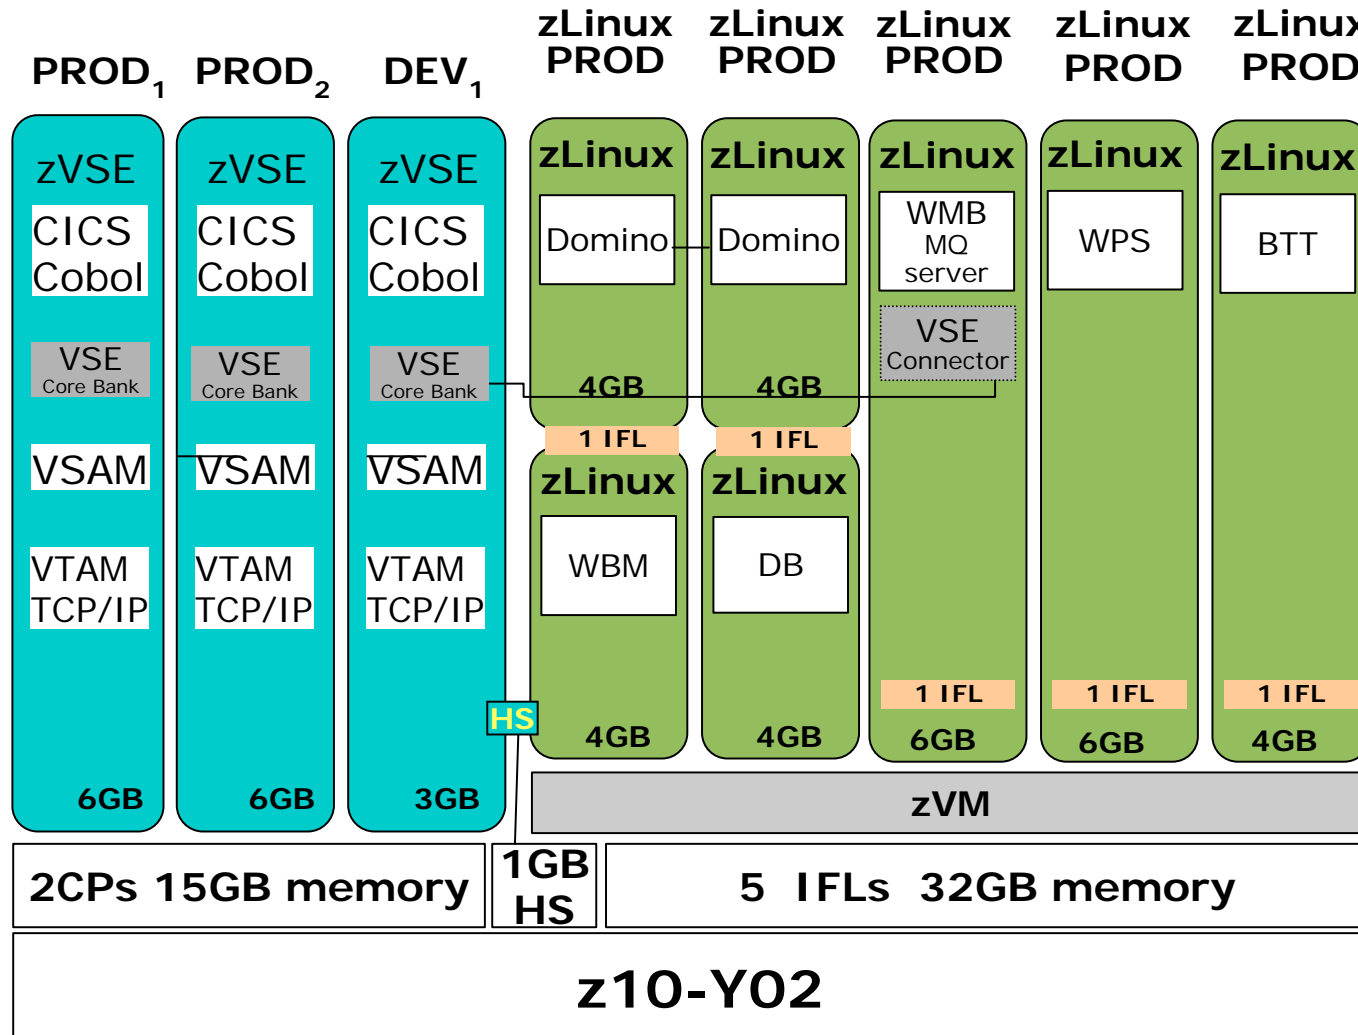 PROD1
PROD2
DEV1
zLinux
PROD
zLinux
PROD
zLinux
PROD
zLinux
PROD
zLinux
PROD
zVSE
CICS
Cobol
VSE
Core Bank
VSAM
VTAM
TCP/IP
6GB
zVSE
CICS
Cobol
VSE
Core Bank
VSAM
VTAM
TCP/IP
6GB
zVSE
CICS
Cobol
VSE
Core Bank
VSAM
VTAM
TCP/IP
3GB
HS
zLinux
Domino
4GB
1 IFL
zLinux
WBM
4GB
zLinux
Domino
4GB
1 IFL
zLinux
DB
4GB
zLinux
WMB
MQ
server
VSE
Connector
1 IFL
6GB
zLinux
WPS
1 IFL
6GB
zLinux
BTT
1 IFL
4GB
zVM
2CPs 15GB memory
1GB
HS
5 IFLs 32GB memory
z10-Y02